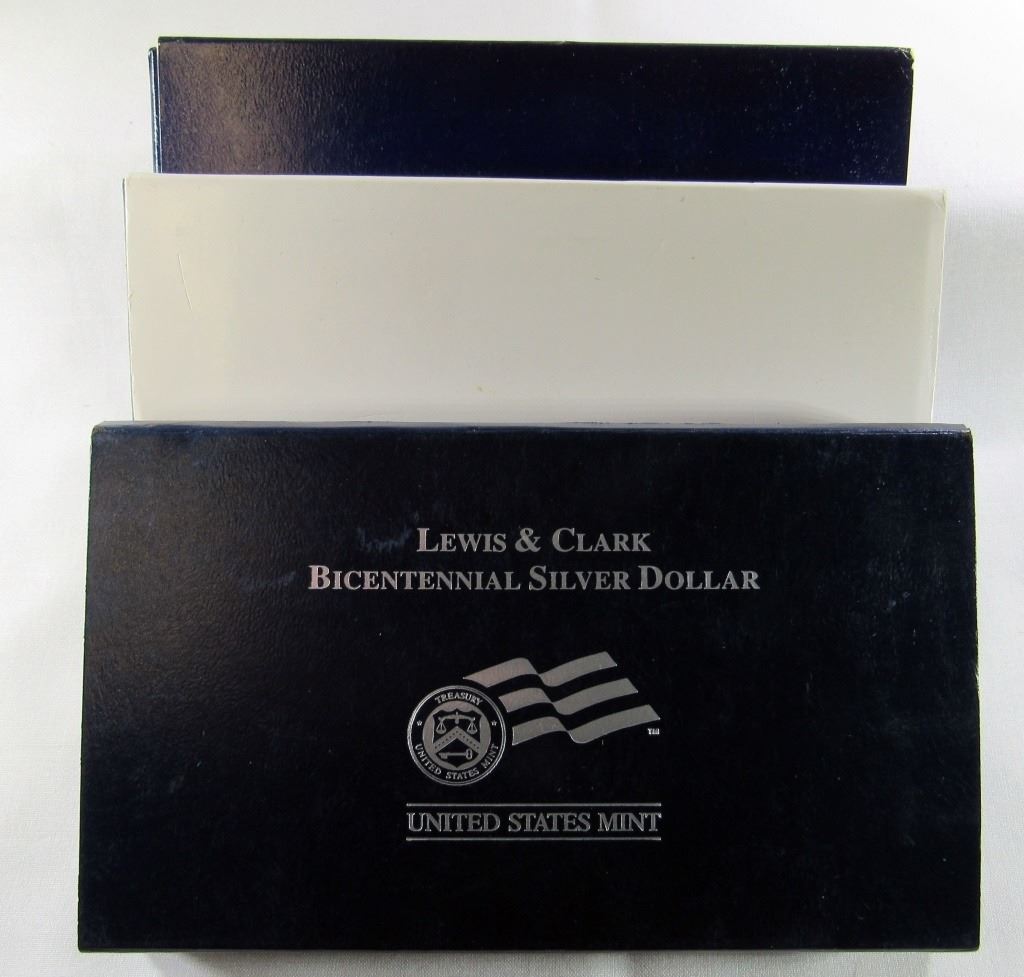 LEWIS & CLARK
BICENTENNIAL SILVER DOLLAR
TREASURY
UNITED STATES MINT
TM
UNITED STATES MINT